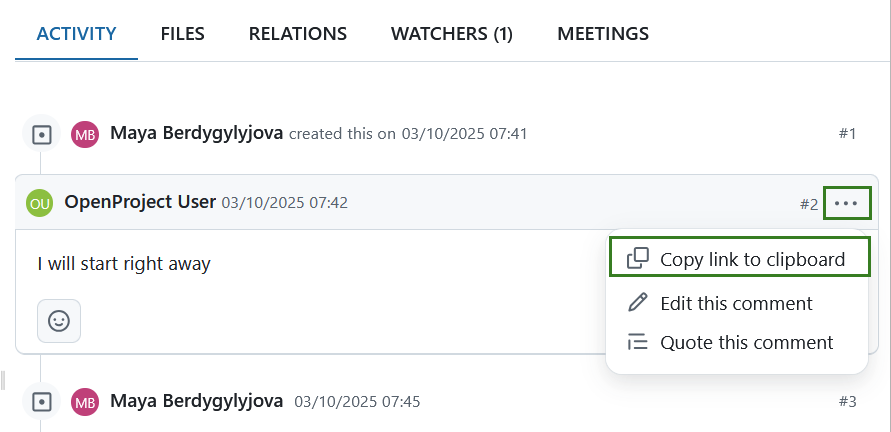 ACTIVITY FILES RELATIONS WATCHERS (1) MEETINGS
MB Maya Berdygylyjova created this on 03/10/2025 07:41 #1
OU OpenProject User 03/10/2025 07:42 #2
I will start right away
Copy link to clipboard
Edit this comment
Quote this comment
MB Maya Berdygylyjova 03/10/2025 07:45 #3